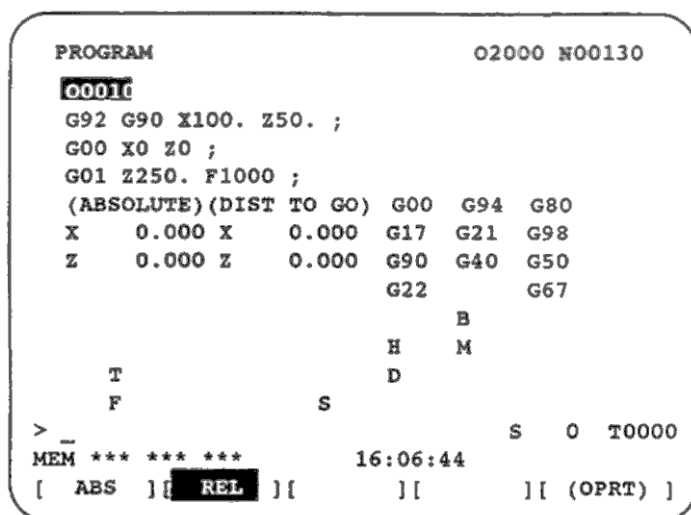 PROGRAM O2000 N00130
O0010
G92 G90 X100. Z50. ;
G00 X0 Z0 ;
G01 Z250. F1000 ;
(ABSOLUTE)(DIST TO GO) G00 G94 G80
X 0.000 X 0.000 G17 G21 G98
Z 0.000 Z 0.000 G90 G40 G50
G22 G67
B
H M
T D
F S
> _ S 0 T0000
MEM *** *** *** 16:06:44
[ ABS ][ REL ][ ][ ][ (OPRT) ]